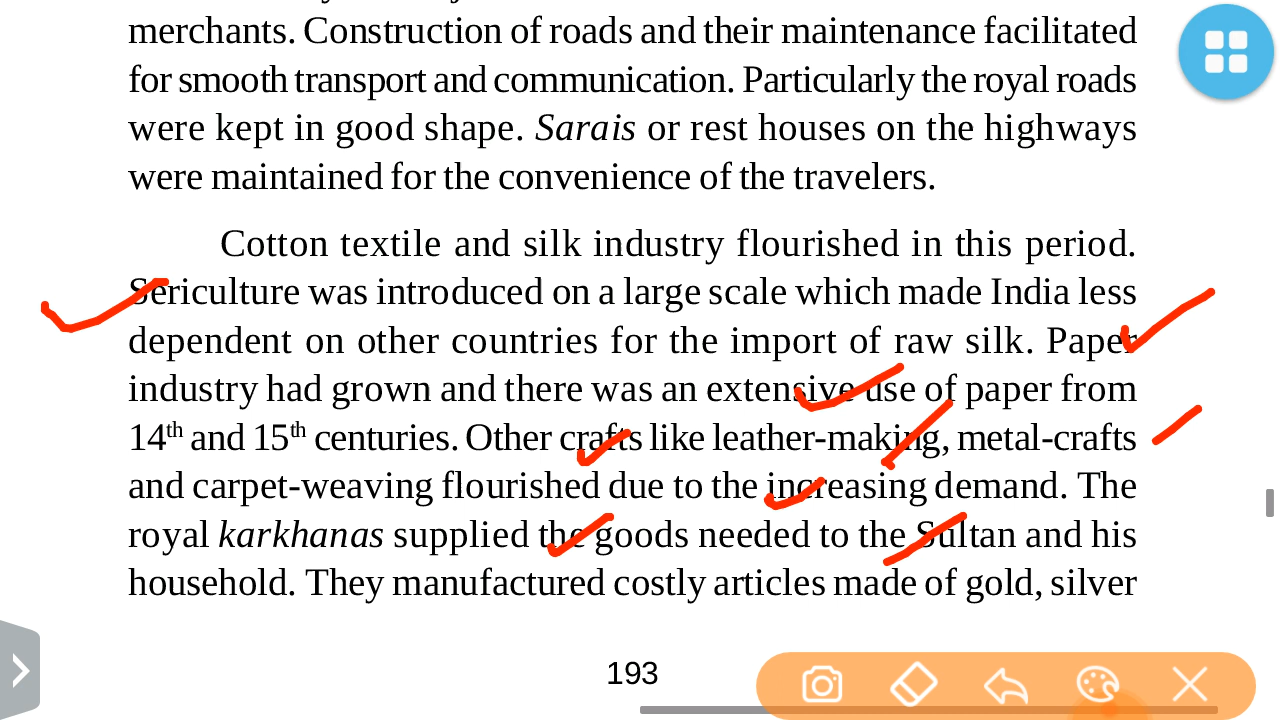 merchants. Construction of roads and their maintenance facilitated
for smooth transport and communication. Particularly the royal roads
were kept in good shape. Sarais or rest houses on the highways
were maintained for the convenience of the travelers.
Cotton textile and silk industry flourished in this period.
Sericulture was introduced on a large scale which made India less
dependent on other countries for the import of raw silk. Paper
industry had grown and there was an extensive use of paper from
14th and 15th centuries. Other crafts like leather-making, metal-crafts
and carpet-weaving flourished due to the increasing demand. The
royal karkhanas supplied the goods needed to the Sultan and his
household. They manufactured costly articles made of gold, silver
193